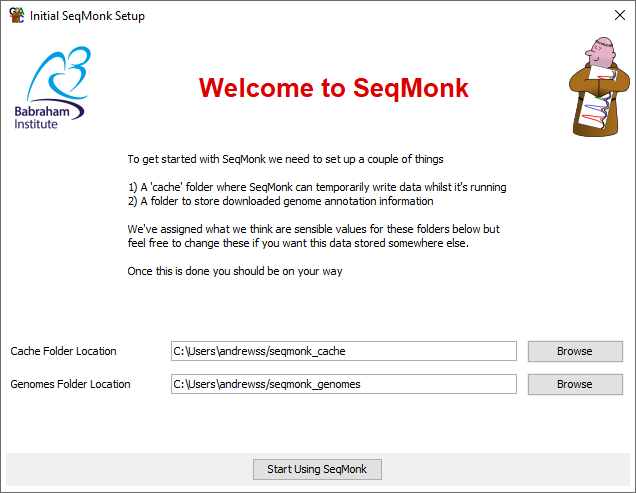 Initial SeqMonk Setup
Babraham
Institute
Welcome to SeqMonk
To get started with SeqMonk we need to set up a couple of things
1) A 'cache' folder where SeqMonk can temporarily write data whilst it's running
2) A folder to store downloaded genome annotation information
We've assigned what we think are sensible values for these folders below but
feel free to change these if you want this data stored somewhere else.
Once this is done you should be on your way
Cache Folder Location C:\Users\andrewss/seqmonk_cache Browse
Genomes Folder Location C:\Users\andrewss/seqmonk_genomes Browse
Start Using SeqMonk